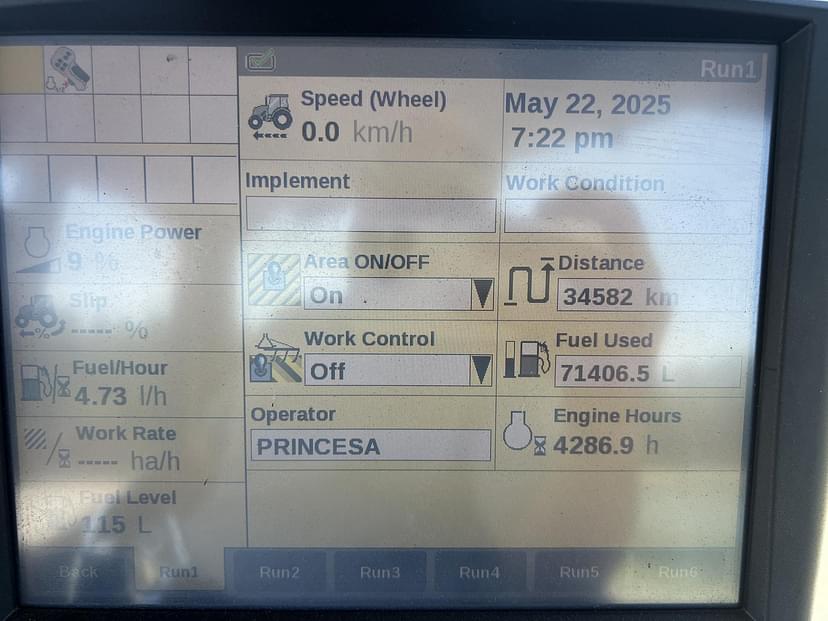 Run1
Speed (Wheel)
0.0 km/h
May 22, 2025
7:22 pm
Implement
Work Condition
Engine Power
9 %
Area ON/OFF
On
Distance
34582 km
Slip
----- %
Work Control
Off
Fuel Used
71406.5 L
Fuel/Hour
4.73 l/h
Operator
PRINCESA
Engine Hours
4286.9 h
Work Rate
----- ha/h
Fuel Level
115 L
Back
Run1
Run2
Run3
Run4
Run5
Run6